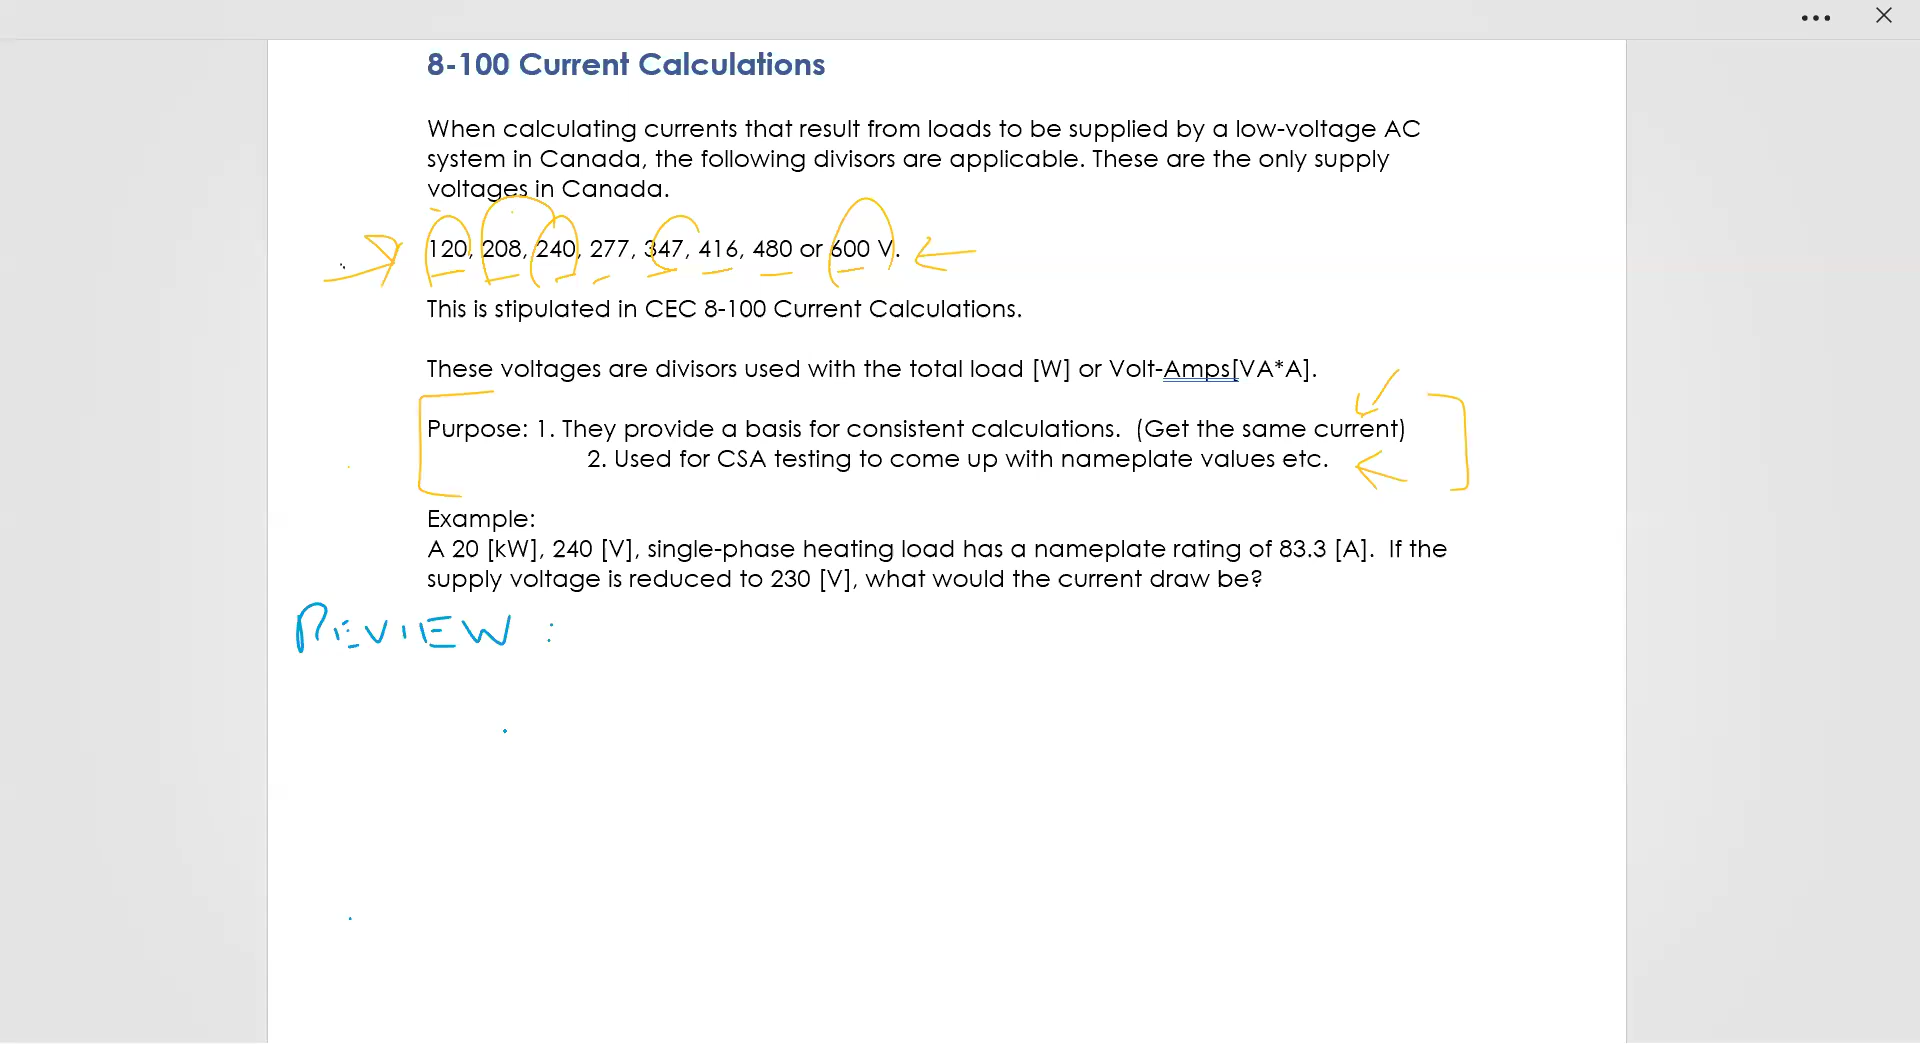 8-100 Current Calculations
When calculating currents that result from loads to be supplied by a low-voltage AC
system in Canada, the following divisors are applicable. These are the only supply
voltages in Canada.
120, 208, 240, 277, 347, 416, 480 or 600 V.
This is stipulated in CEC 8-100 Current Calculations.
These voltages are divisors used with the total load [W] or Volt-Amps[VA*A].
Purpose: 1. They provide a basis for consistent calculations. (Get the same current)
2. Used for CSA testing to come up with nameplate values etc.
Example:
A 20 [kW], 240 [V], single-phase heating load has a nameplate rating of 83.3 [A]. If the
supply voltage is reduced to 230 [V], what would the current draw be?
REVIEW :